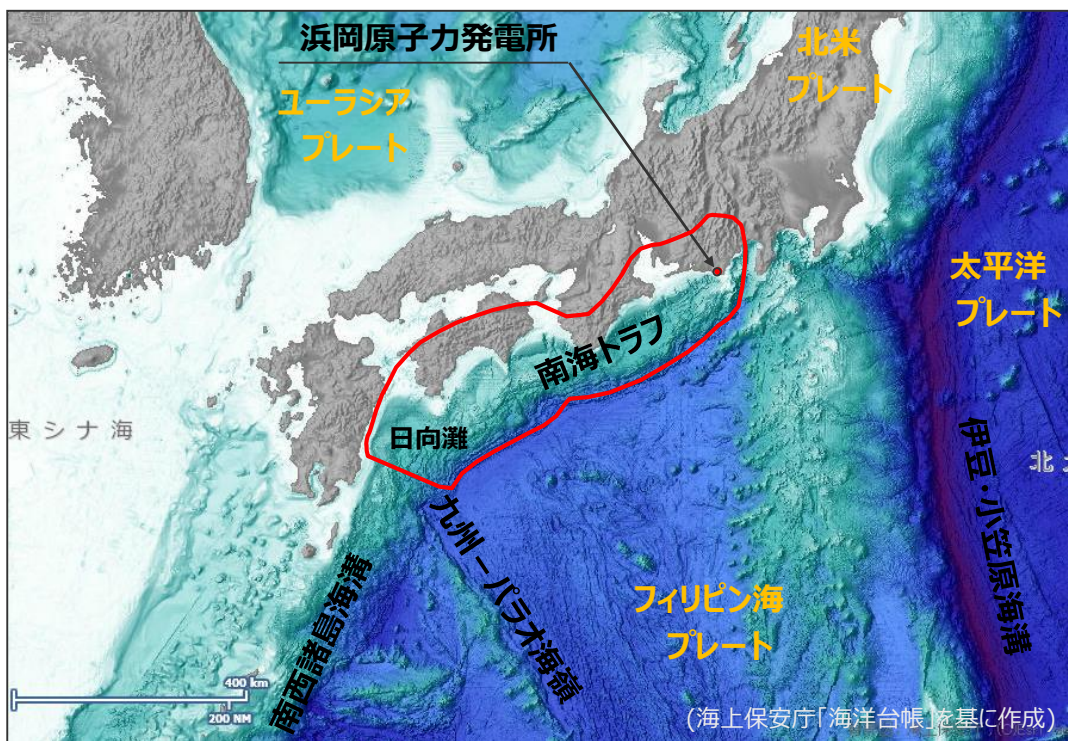 浜岡原子力発電所
北米
プレート
ユーラシア
プレート
太平洋
プレート
南海トラフ
日向灘
東シナ海
伊豆・小笠原海溝
九州－パラオ海嶺
南西諸島海溝
フィリピン海
プレート
400 km
200 NM
(海上保安庁「海洋台帳」を基に作成)